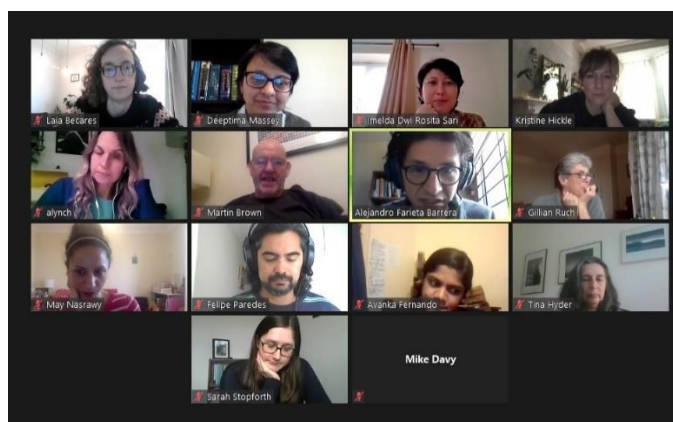 Laia Becares
Deeptima Massey
Imelda Dwi Rosita Sari
Kristine Hickle
alynch
Martin Brown
Alejandro Farieta Barrera
Gillian Ruch
May Nasrawy
Felipe Paredes
Avanka Fernando
Tina Hyder
Sarah Stopforth
Mike Davy